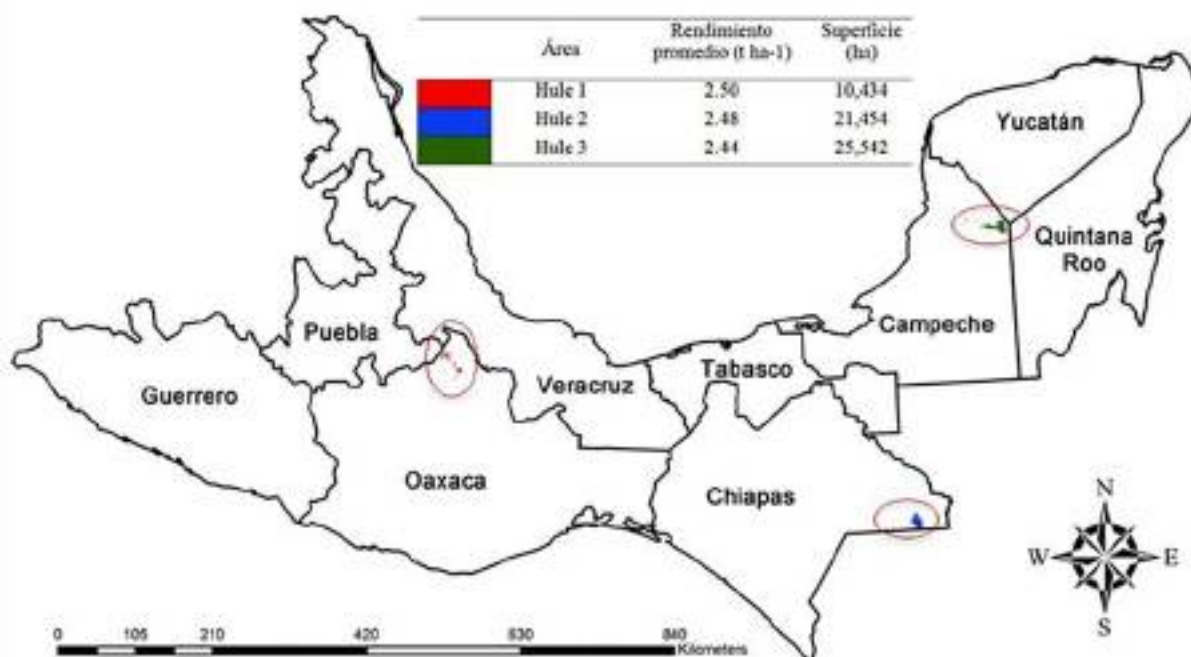 Área Rendimiento promedio (t ha-1) Superficie (ha)
Hule 1 2.50 10,434
Hule 2 2.48 21,454
Hule 3 2.44 25,542
Yucatán
Quintana
Roo
Campeche
Puebla
Tabasco
Veracruz
Guerrero
Oaxaca
Chiapas
N
W E
S
0 105 210 420 630 840
Kilometers